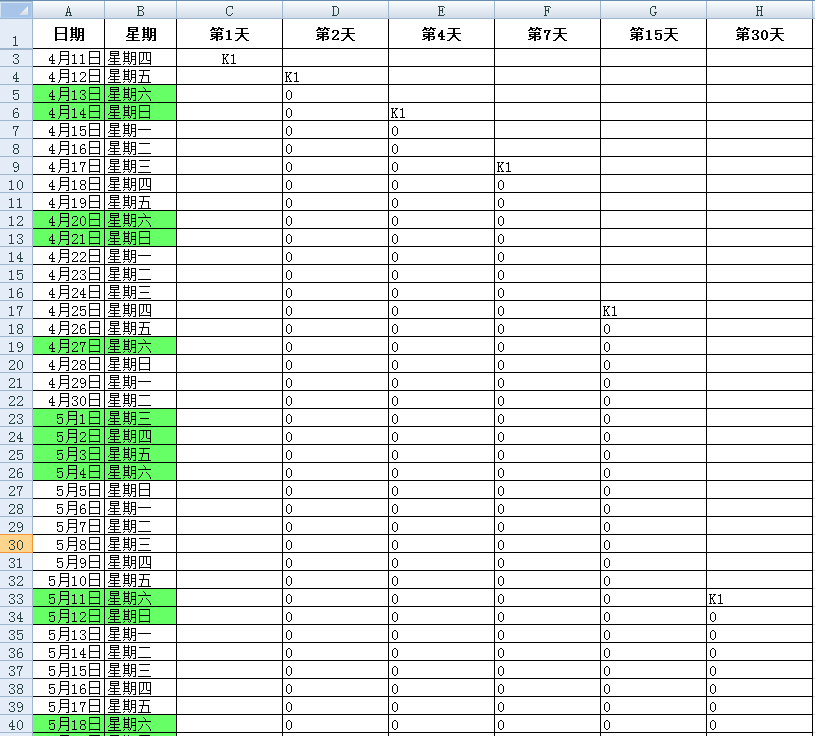 A B C D E F G H
1 日期 星期 第1天 第2天 第4天 第7天 第15天 第30天
3 4月11日 星期四 K1
4 4月12日 星期五 K1
5 4月13日 星期六 0
6 4月14日 星期日 0 K1
7 4月15日 星期一 0 0
8 4月16日 星期二 0 0
9 4月17日 星期三 0 0 K1
10 4月18日 星期四 0 0 0
11 4月19日 星期五 0 0 0
12 4月20日 星期六 0 0 0
13 4月21日 星期日 0 0 0
14 4月22日 星期一 0 0 0
15 4月23日 星期二 0 0 0
16 4月24日 星期三 0 0 0
17 4月25日 星期四 0 0 0 K1
18 4月26日 星期五 0 0 0 0
19 4月27日 星期六 0 0 0 0
20 4月28日 星期日 0 0 0 0
21 4月29日 星期一 0 0 0 0
22 4月30日 星期二 0 0 0 0
23 5月1日 星期三 0 0 0 0
24 5月2日 星期四 0 0 0 0
25 5月3日 星期五 0 0 0 0
26 5月4日 星期六 0 0 0 0
27 5月5日 星期日 0 0 0 0
28 5月6日 星期一 0 0 0 0
29 5月7日 星期二 0 0 0 0
30 5月8日 星期三 0 0 0 0
31 5月9日 星期四 0 0 0 0
32 5月10日 星期五 0 0 0 0
33 5月11日 星期六 0 0 0 0 K1
34 5月12日 星期日 0 0 0 0 0
35 5月13日 星期一 0 0 0 0 0
36 5月14日 星期二 0 0 0 0 0
37 5月15日 星期三 0 0 0 0 0
38 5月16日 星期四 0 0 0 0 0
39 5月17日 星期五 0 0 0 0 0
40 5月18日 星期六 0 0 0 0 0